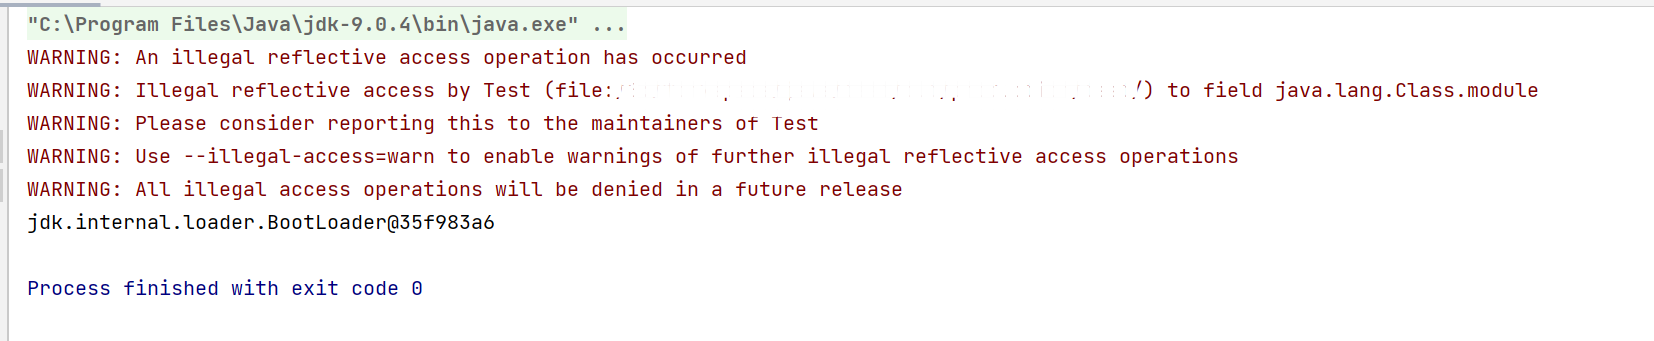 "C:\Program Files\Java\jdk-9.0.4\bin\java.exe" ...
WARNING: An illegal reflective access operation has occurred
WARNING: Illegal reflective access by Test (file:/) to field java.lang.Class.module
WARNING: Please consider reporting this to the maintainers of Test
WARNING: Use --illegal-access=warn to enable warnings of further illegal reflective access operations
WARNING: All illegal access operations will be denied in a future release
jdk.internal.loader.BootLoader@35f983a6
Process finished with exit code 0